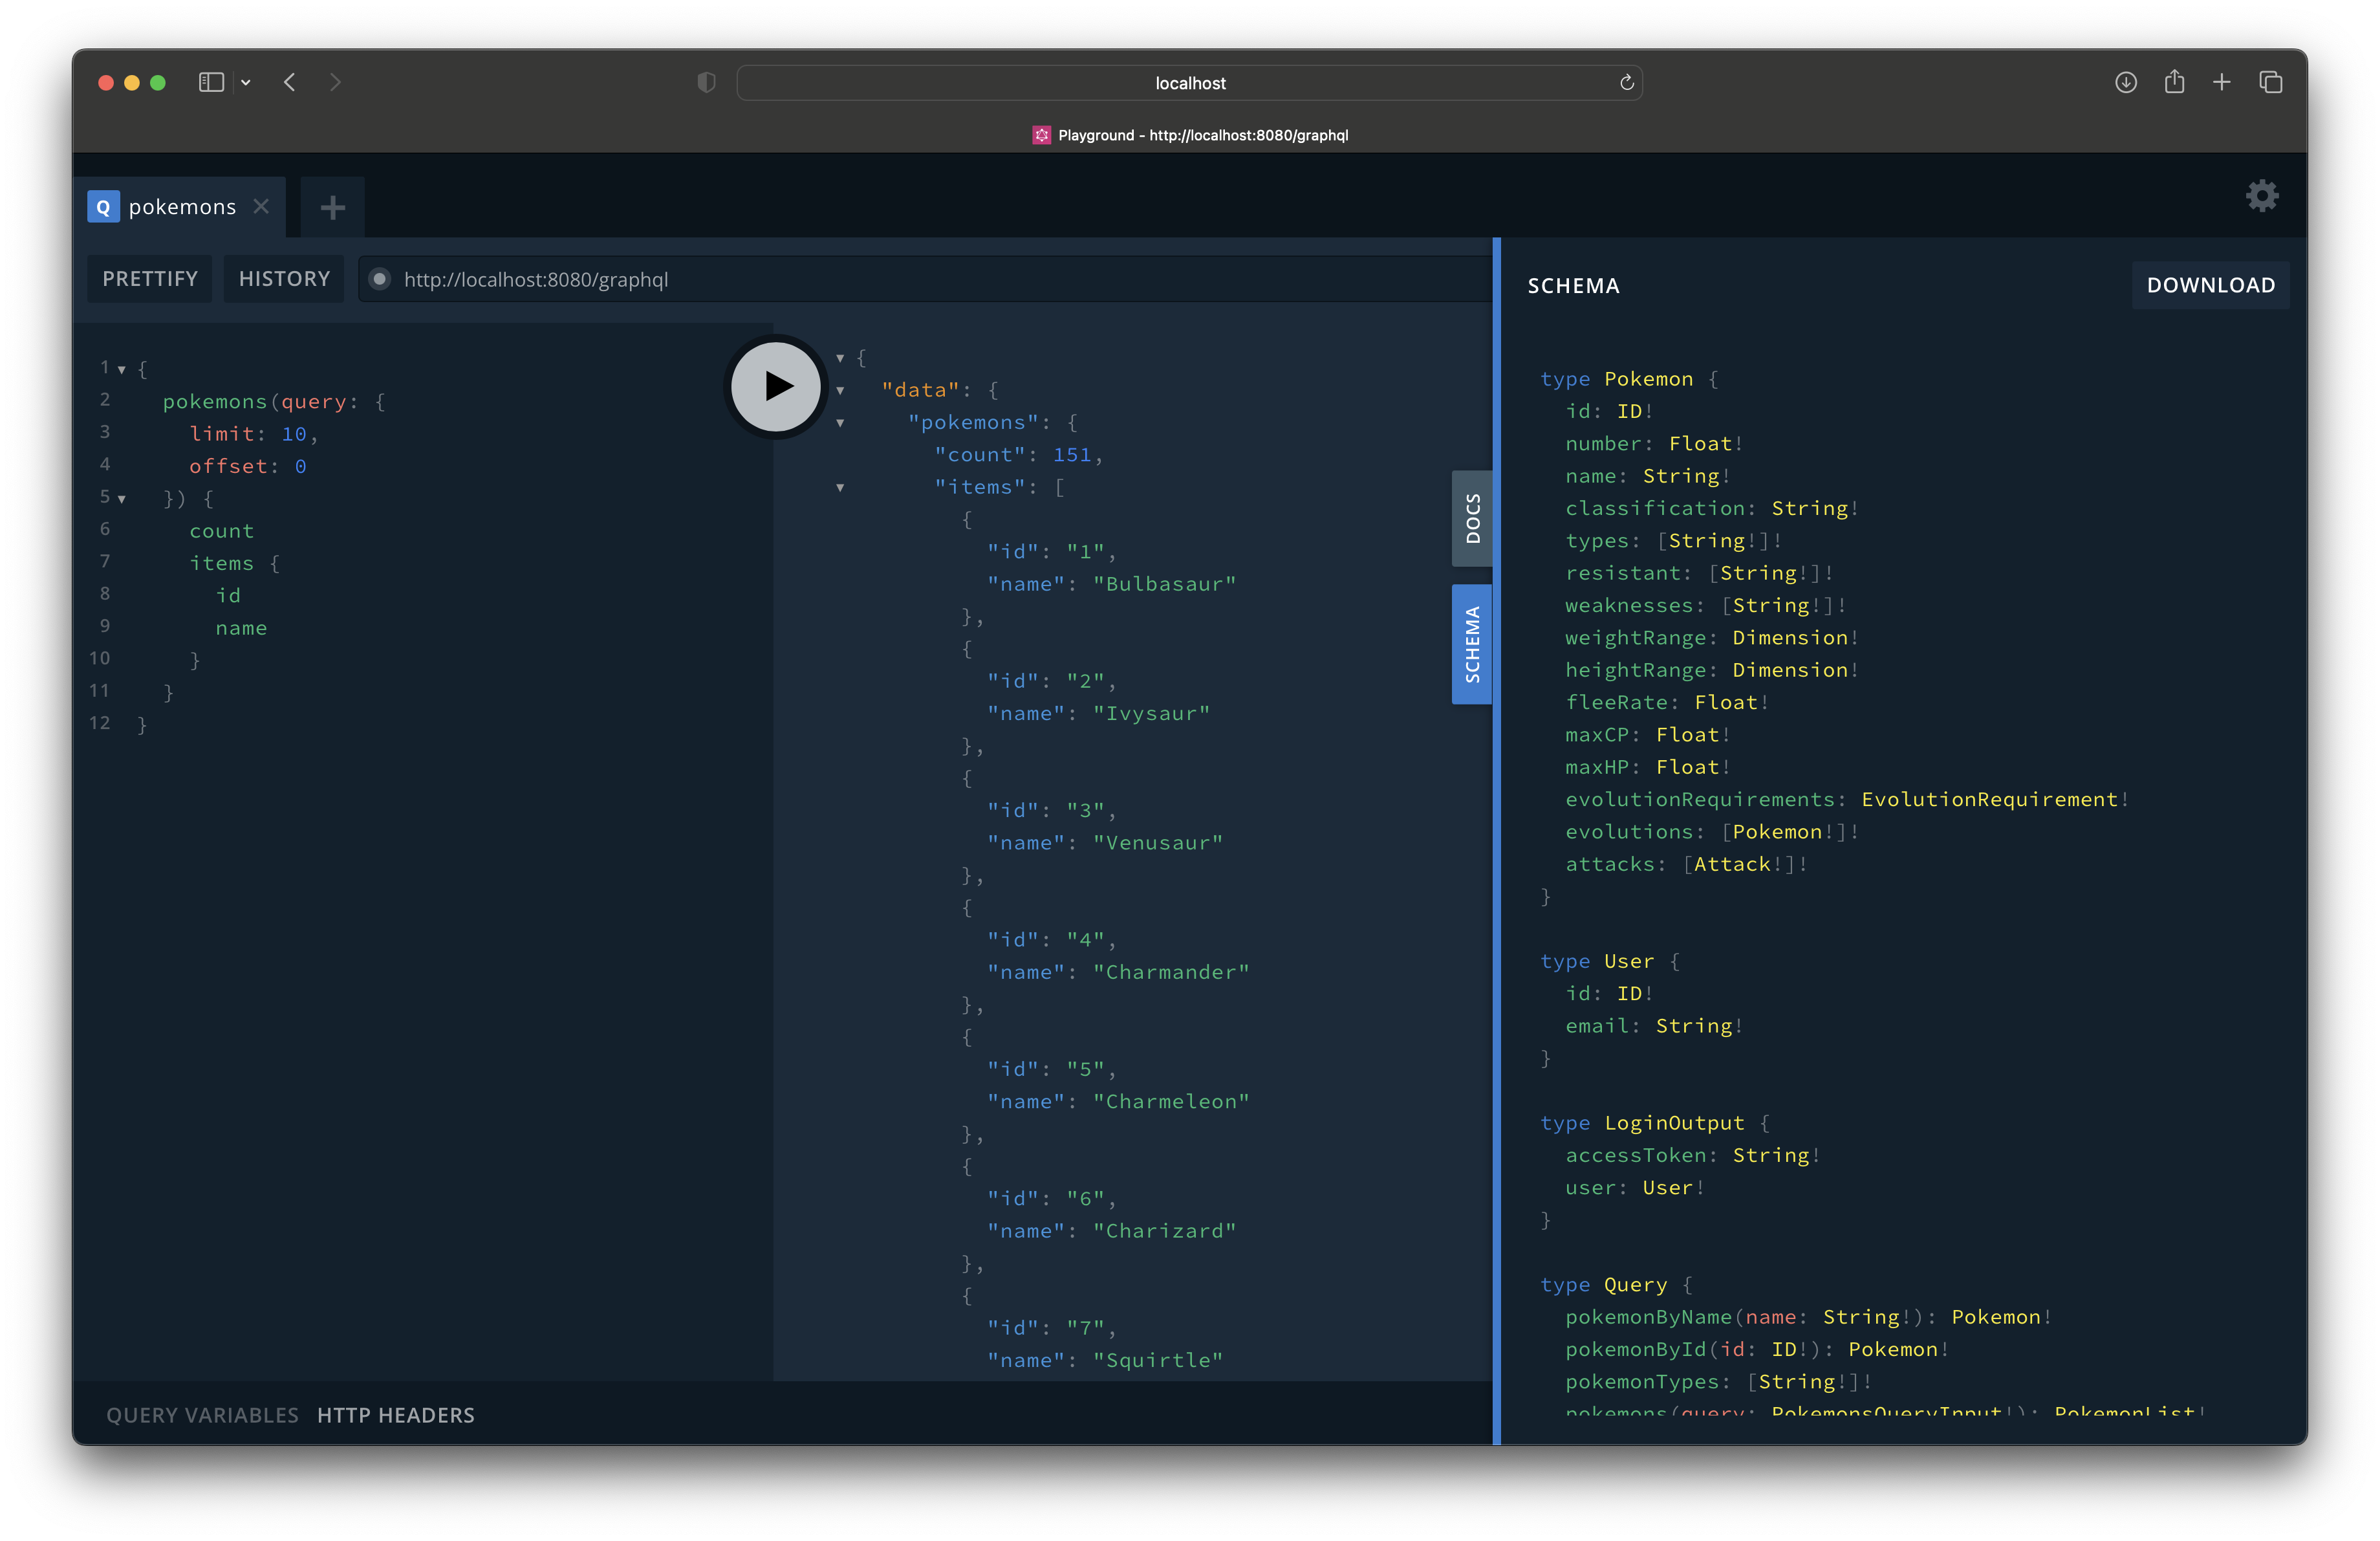 localhost
Playground - http://localhost:8080/graphql
Q pokemons
PRETTIFY HISTORY http://localhost:8080/graphql
1 {
2 pokemons(query: {
3 limit: 10,
4 offset: 0
5 }) {
6 count
7 items {
8 id
9 name
10 }
11 }
12 }
QUERY VARIABLES HTTP HEADERS
{
"data": {
"pokemons": {
"count": 151,
"items": [
{
"id": "1",
"name": "Bulbasaur"
},
{
"id": "2",
"name": "Ivysaur"
},
{
"id": "3",
"name": "Venusaur"
},
{
"id": "4",
"name": "Charmander"
},
{
"id": "5",
"name": "Charmeleon"
},
{
"id": "6",
"name": "Charizard"
},
{
"id": "7",
"name": "Squirtle"
DOCS
SCHEMA
SCHEMA DOWNLOAD
type Pokemon {
id: ID!
number: Float!
name: String!
classification: String!
types: [String!]!
resistant: [String!]!
weaknesses: [String!]!
weightRange: Dimension!
heightRange: Dimension!
fleeRate: Float!
maxCP: Float!
maxHP: Float!
evolutionRequirements: EvolutionRequirement!
evolutions: [Pokemon!]!
attacks: [Attack!]!
}
type User {
id: ID!
email: String!
}
type LoginOutput {
accessToken: String!
user: User!
}
type Query {
pokemonByName(name: String!): Pokemon!
pokemonById(id: ID!): Pokemon!
pokemonTypes: [String!]!
pokemons(query: PokemonsQueryInput!): PokemonList!